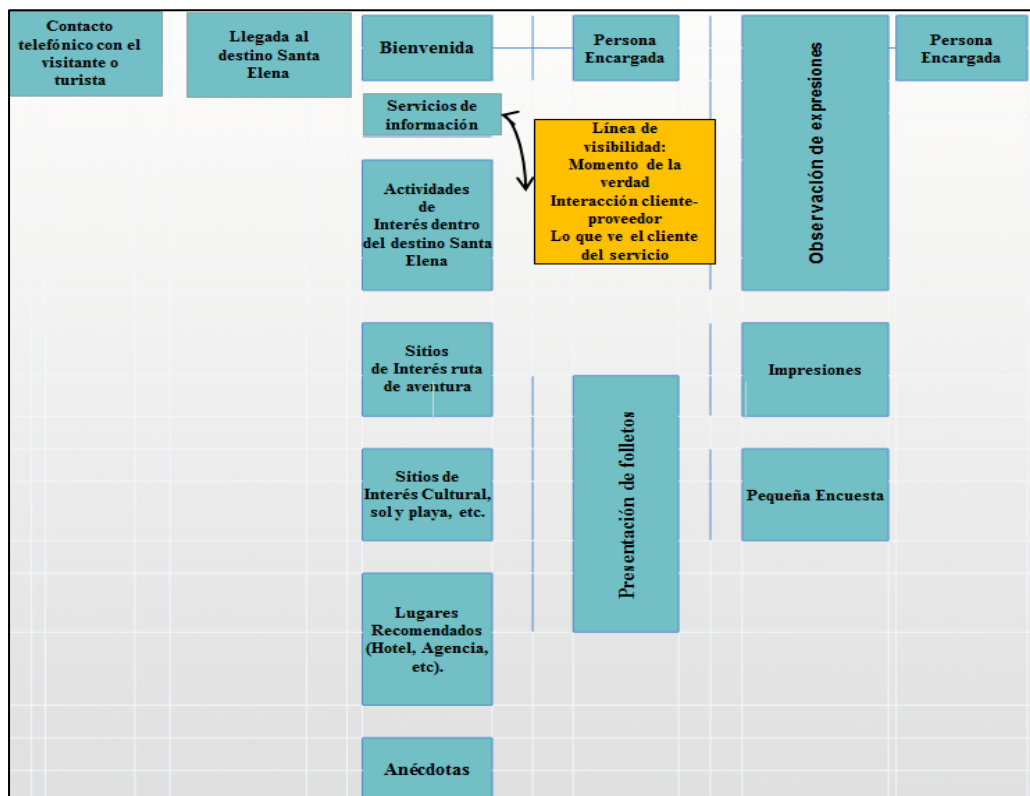 Contacto
telefónico con el
visitante o
turista
Llegada al
destino Santa
Elena
Bienvenida
Persona
Encargada
Observación de expresiones
Persona
Encargada
Servicios de
información
Línea de
visibilidad:
Momento de la
verdad
Interacción cliente-
proveedor
Lo que ve el cliente
del servicio
Actividades
de
Interés dentro
del destino Santa
Elena
Sitios
de Interés ruta
de aventura
Presentación de folletos
Impresiones
Sitios de
Interés Cultural,
sol y playa, etc.
Pequeña Encuesta
Lugares
Recomendados
(Hotel, Agencia,
etc).
Anécdotas